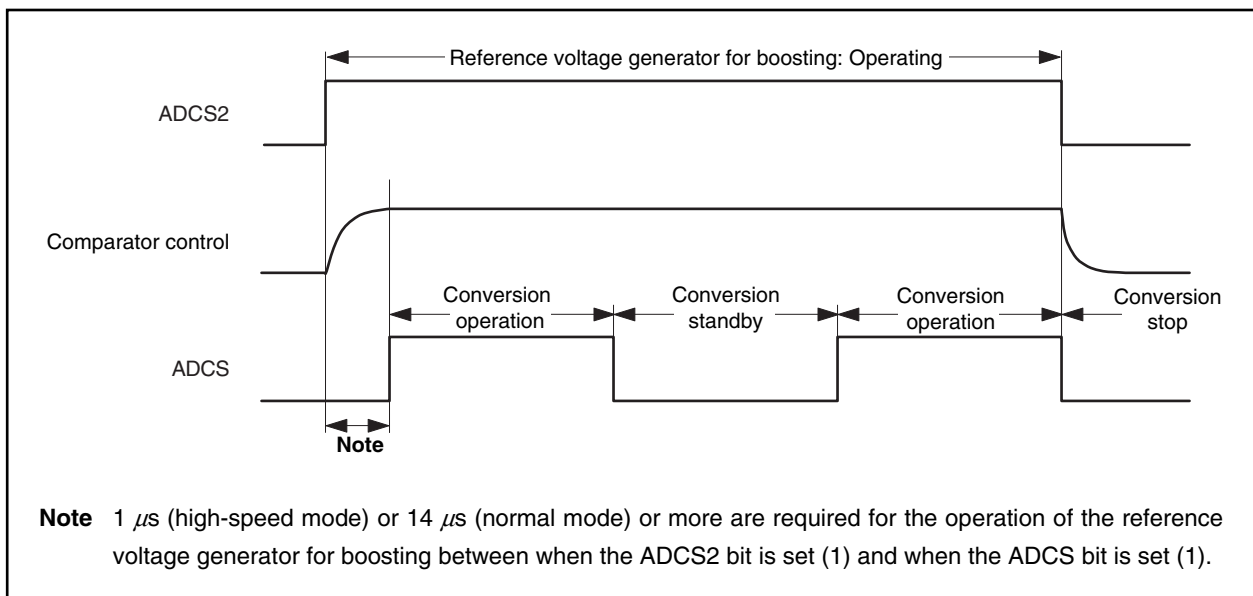 Reference voltage generator for boosting: Operating
ADCS2
Comparator control
Conversion
operation
Conversion
standby
Conversion
operation
Conversion
stop
ADCS
Note
Note 1 μs (high-speed mode) or 14 μs (normal mode) or more are required for the operation of the reference
voltage generator for boosting between when the ADCS2 bit is set (1) and when the ADCS bit is set (1).